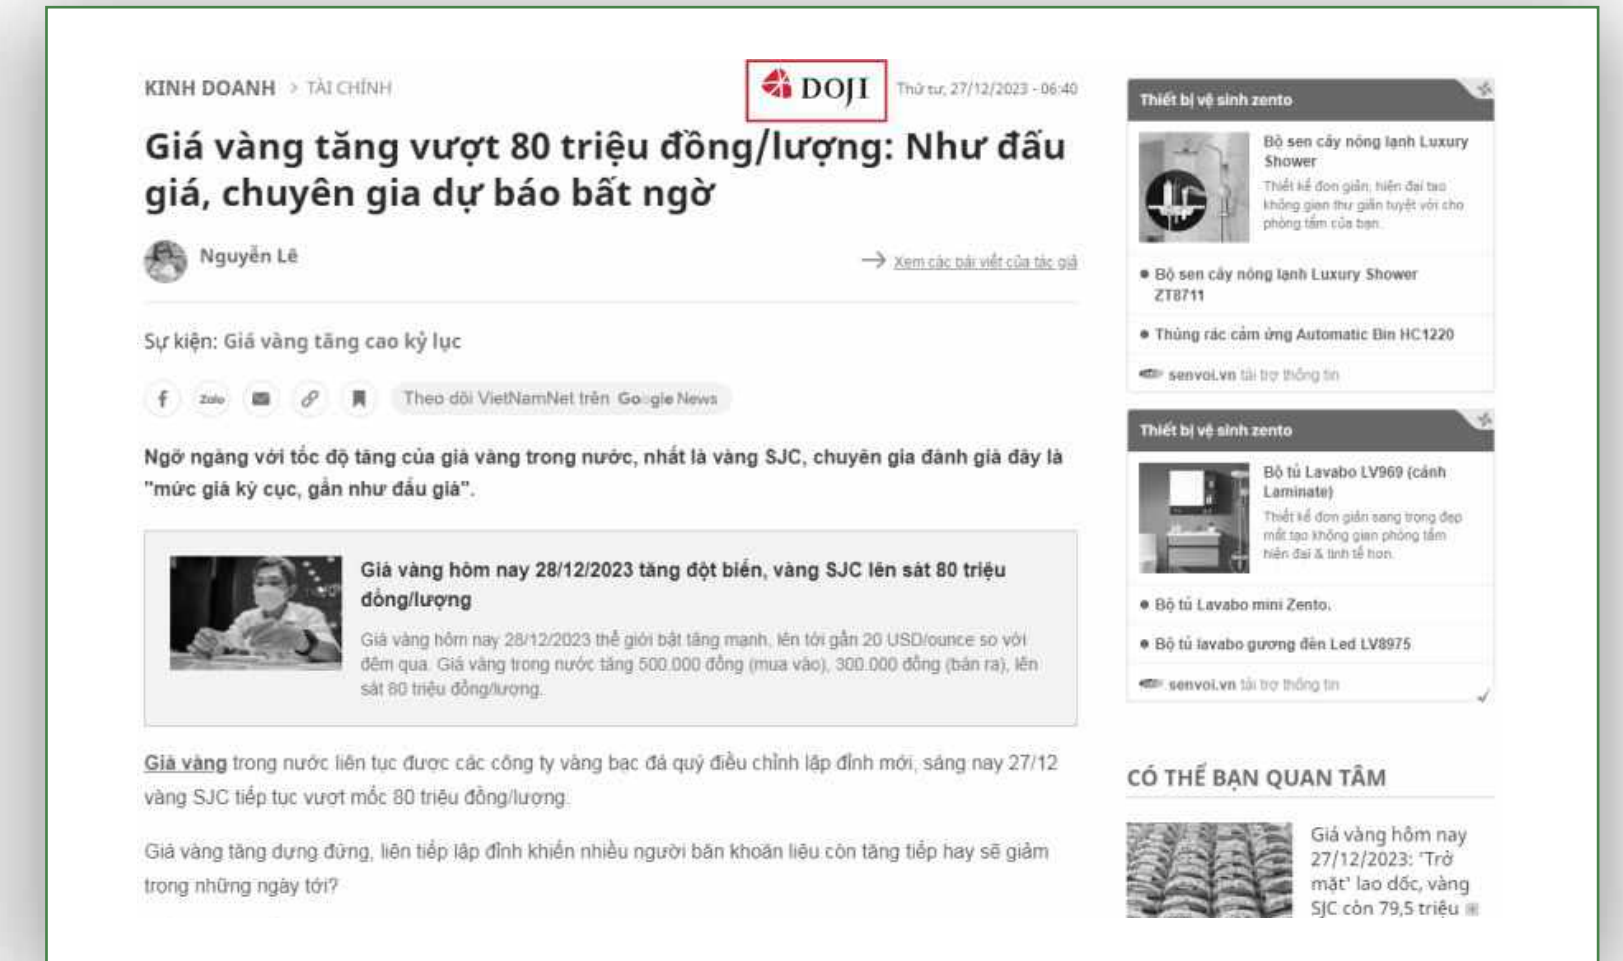 KINH DOANH > TÀI CHÍNH
DOJI
Thứ tư, 27/12/2023 - 06:40
Giá vàng tăng vượt 80 triệu đồng/lượng: Như đấu
giá, chuyên gia dự báo bất ngờ
Nguyễn Lê
Xem các bài viết của tác giả
Sự kiện: Giá vàng tăng cao kỷ lục
Zalo
Theo dõi VietNamNet trên Google News
Ngỡ ngàng với tốc độ tăng của giá vàng trong nước, nhất là vàng SJC, chuyên gia đánh giá đây là
"mức giá kỳ cục, gần như đấu giá".
Giá vàng hôm nay 28/12/2023 tăng đột biến, vàng SJC lên sát 80 triệu
đồng/lượng
Giá vàng hôm nay 28/12/2023 thế giới bật tăng mạnh, lên tới gần 20 USD/ounce so với
đêm qua. Giá vàng trong nước tăng 500.000 đồng (mua vào), 300.000 đồng (bán ra), lên
sát 80 triệu đồng/lượng.
Giá vàng trong nước liên tục được các công ty vàng bạc đá quý điều chỉnh lập đỉnh mới, sáng nay 27/12
vàng SJC tiếp tục vượt mốc 80 triệu đồng/lượng.
Giá vàng tăng dựng đứng, liên tiếp lập đỉnh khiến nhiều người băn khoăn liệu còn tăng tiếp hay sẽ giảm
trong những ngày tới?
Thiết bị vệ sinh zento
Bộ sen cây nóng lạnh Luxury
Shower
Thiết kế đơn giản, hiện đại tạo
không gian thư giãn tuyệt vời cho
phòng tắm của bạn.
Bộ sen cây nóng lạnh Luxury Shower
ZT8711
Thùng rác cảm ứng Automatic Bin HC1220
senvoi.vn tài trợ thông tin
Thiết bị vệ sinh zento
Bộ tủ Lavabo LV969 (cánh
Laminate)
Thiết kế đơn giản sang trọng đẹp
mắt tạo không gian phòng tắm
hiện đại & tinh tế hơn.
Bộ tủ Lavabo mini Zento.
Bộ tủ lavabo gương đèn Led LV8975
senvoi.vn tài trợ thông tin
CÓ THỂ BẠN QUAN TÂM
Giá vàng hôm nay
27/12/2023: "Trở
mặt" lao dốc, vàng
SJC còn 79,5 triệu